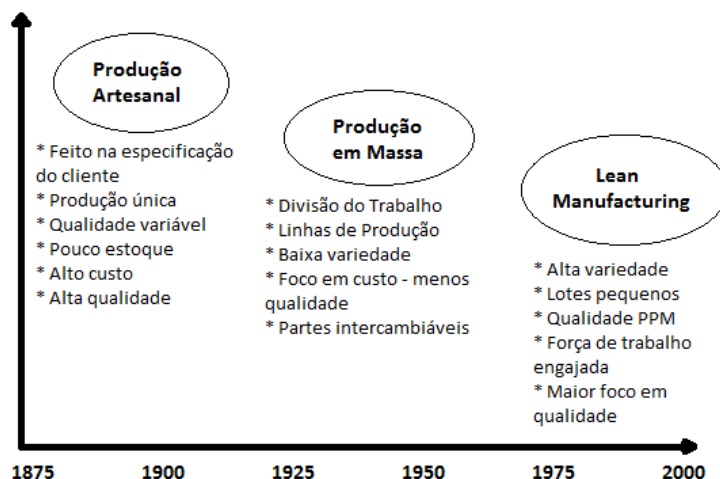 Produção
Artesanal
* Feito na especificação
do cliente
* Produção única
* Qualidade variável
* Pouco estoque
* Alto custo
* Alta qualidade
Produção
em Massa
* Divisão do Trabalho
* Linhas de Produção
* Baixa variedade
* Foco em custo - menos
qualidade
* Partes intercambiáveis
Lean
Manufacturing
* Alta variedade
* Lotes pequenos
* Qualidade PPM
* Força de trabalho
engajada
* Maior foco em
qualidade
1875 1900 1925 1950 1975 2000